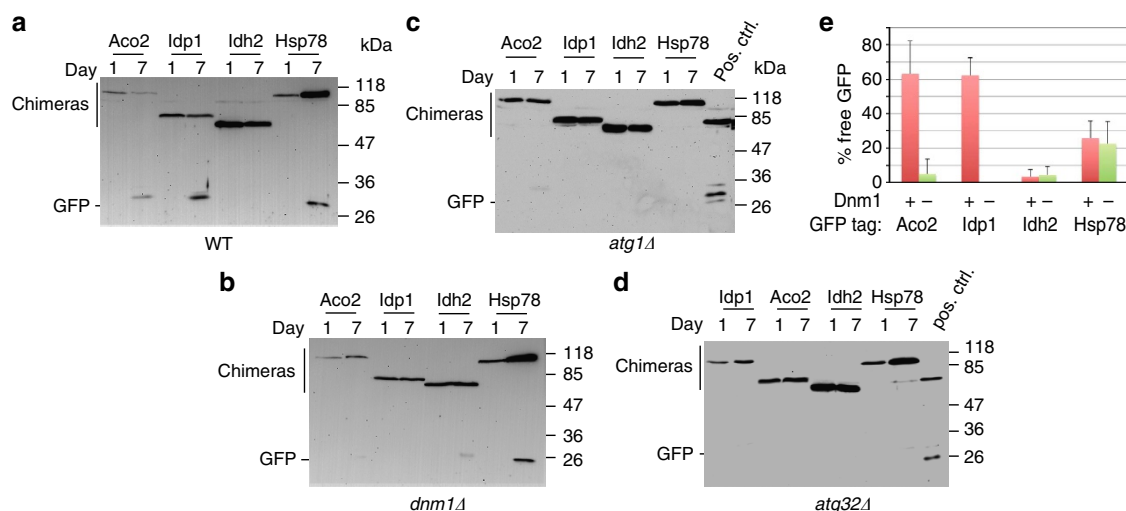 a
Aco2 Idp1 Idh2 Hsp78 kDa
Day 1 7 1 7 1 7 1 7
Chimeras
118
85
47
36
GFP
26
WT
c
Aco2 Idp1 Idh2 Hsp78 Pos. ctrl.
Day 1 7 1 7 1 7 1 7 kDa
Chimeras
118
85
47
36
GFP
26
atg1Δ
e
% free GFP
80
60
40
20
0
Dnm1 + − + − + − + −
GFP tag: Aco2 Idp1 Idh2 Hsp78
b
Aco2 Idp1 Idh2 Hsp78
Day 1 7 1 7 1 7 1 7
Chimeras
118
85
47
36
GFP
26
dnm1Δ
d
Idp1 Aco2 Idh2 Hsp78 pos. ctrl.
Day 1 7 1 7 1 7 1 7
Chimeras
118
85
47
36
GFP
26
atg32Δ